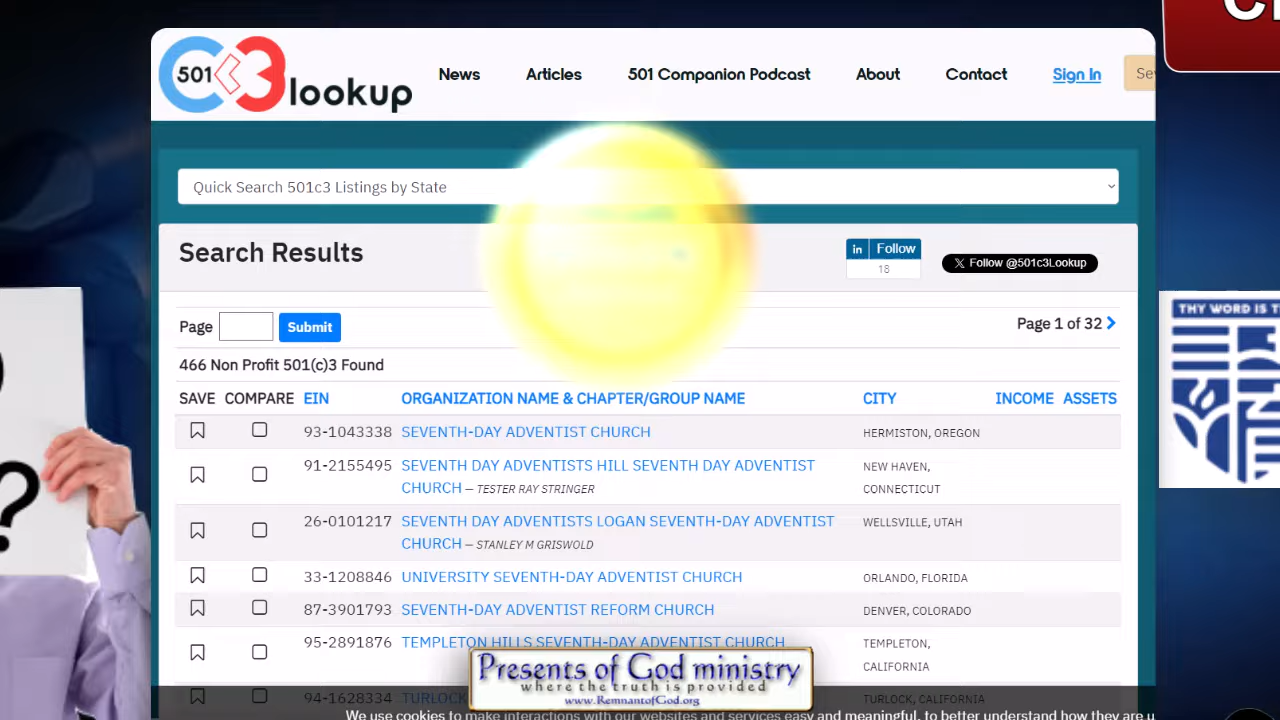 501c3lookup
News
Articles
501 Companion Podcast
About
Contact
Sign In
Quick Search 501c3 Listings by State
Search Results
in Follow
18
X Follow @501c3Lookup
Page
Submit
Page 1 of 32
466 Non Profit 501(c)3 Found
SAVE COMPARE EIN ORGANIZATION NAME & CHAPTER/GROUP NAME CITY INCOME ASSETS
93-1043338 SEVENTH-DAY ADVENTIST CHURCH HERMISTON, OREGON
91-2155495 SEVENTH DAY ADVENTISTS HILL SEVENTH DAY ADVENTIST NEW HAVEN,
CHURCH — TESTER RAY STRINGER CONNECTICUT
26-0101217 SEVENTH DAY ADVENTISTS LOGAN SEVENTH-DAY ADVENTIST WELLSVILLE, UTAH
CHURCH — STANLEY M GRISWOLD
33-1208846 UNIVERSITY SEVENTH-DAY ADVENTIST CHURCH ORLANDO, FLORIDA
87-3901793 SEVENTH-DAY ADVENTIST REFORM CHURCH DENVER, COLORADO
95-2891876 TEMPLETON HILLS SEVENTH-DAY ADVENTIST CHURCH TEMPLETON,
CALIFORNIA
94-1628334 TURLOCK, CALIFORNIA
Presents of God ministry
where the truth is provided
www.RemnantofGod.org
We use cookies to make interactions with our websites and services easy and meaningful, to better understand how they are
THY WORD IS
?